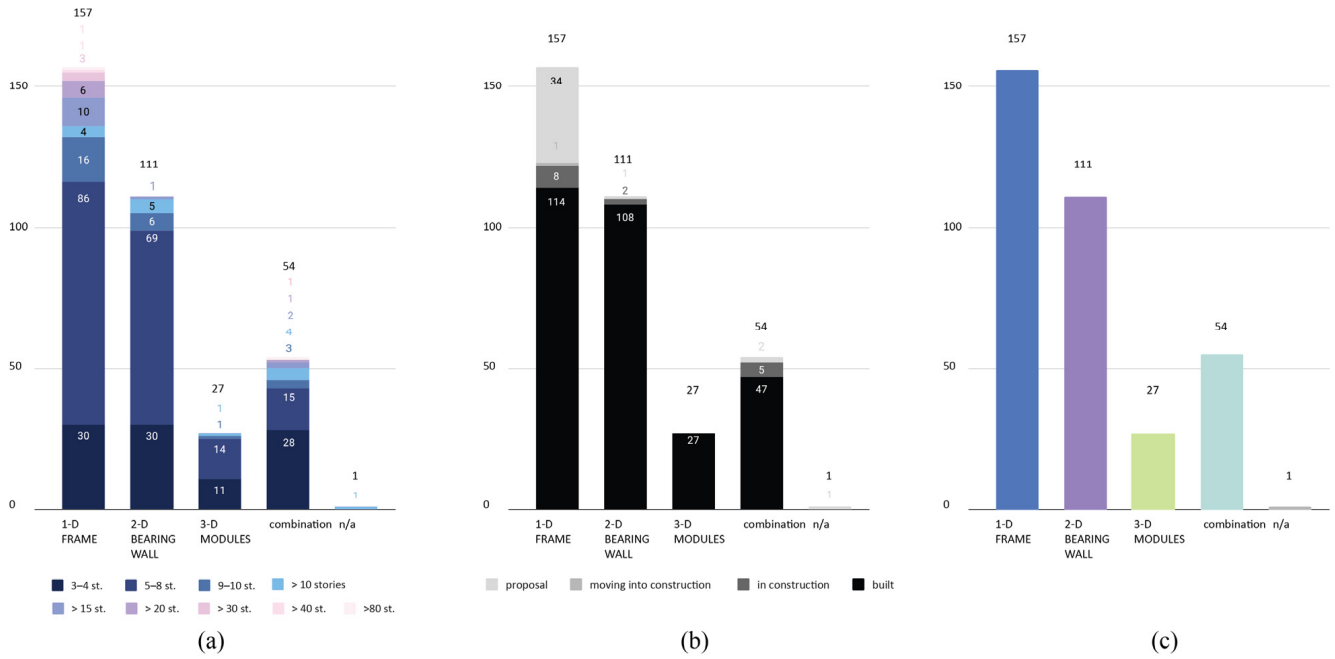 157
1
1
3
150
6
10
4
16
111
86
1
5
6
69
100
54
1
1
2
4
3
50
27
1
1
15
14
30
30
28
11
1
1
0
1-D FRAME
2-D BEARING WALL
3-D MODULES
combination
n/a
3–4 st.
5–8 st.
9–10 st.
> 10 stories
> 15 st.
> 20 st.
> 30 st.
> 40 st.
>80 st.
(a)
157
150
34
1
8
114
111
1
2
108
100
54
2
5
47
50
27
27
1
1
0
1-D FRAME
2-D BEARING WALL
3-D MODULES
combination
n/a
proposal
moving into construction
in construction
built
(b)
157
150
111
100
54
50
27
1
0
1-D FRAME
2-D BEARING WALL
3-D MODULES
combination
n/a
(c)